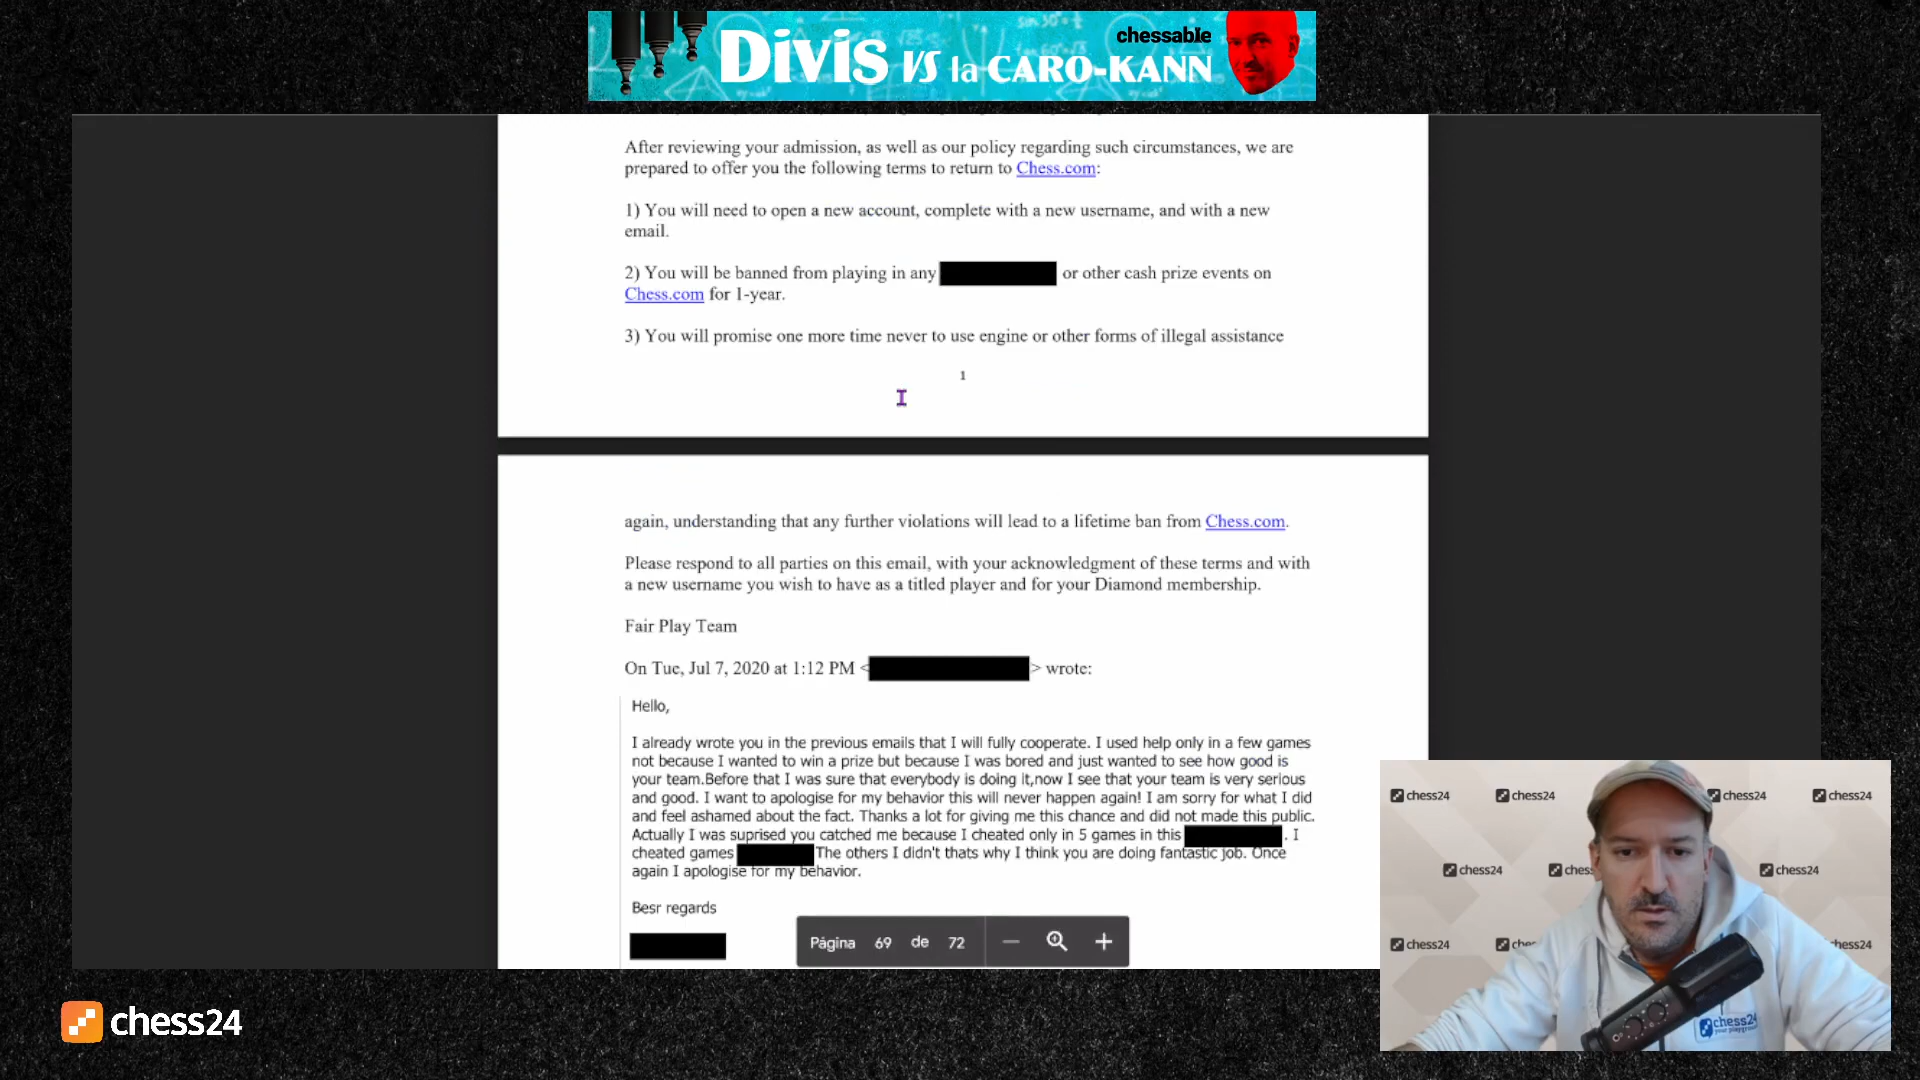 Divis vs la CARO-KANN
chessable
After reviewing your admission, as well as our policy regarding such circumstances, we are
prepared to offer you the following terms to return to Chess.com:
1) You will need to open a new account, complete with a new username, and with a new
email.
2) You will be banned from playing in any or other cash prize events on
Chess.com for 1-year.
3) You will promise one more time never to use engine or other forms of illegal assistance
1
again, understanding that any further violations will lead to a lifetime ban from Chess.com.
Please respond to all parties on this email, with your acknowledgment of these terms and with
a new username you wish to have as a titled player and for your Diamond membership.
Fair Play Team
On Tue, Jul 7, 2020 at 1:12 PM < > wrote:
Hello,
I already wrote you in the previous emails that I will fully cooperate. I used help only in a few games
not because I wanted to win a prize but because I was bored and just wanted to see how good is
your team.Before that I was sure that everybody is doing it,now I see that your team is very serious
and good. I want to apologise for my behavior this will never happen again! I am sorry for what I did
and feel ashamed about the fact. Thanks a lot for giving me this chance and did not made this public.
Actually I was suprised you catched me because I cheated only in 5 games in this . I
cheated games The others I didn't thats why I think you are doing fantastic job. Once
again I apologise for my behavior.
Besr regards
Página 69 de 72
chess24 chess24 chess24 chess24
chess24 chess24
chess24 chess24
chess24
chess24